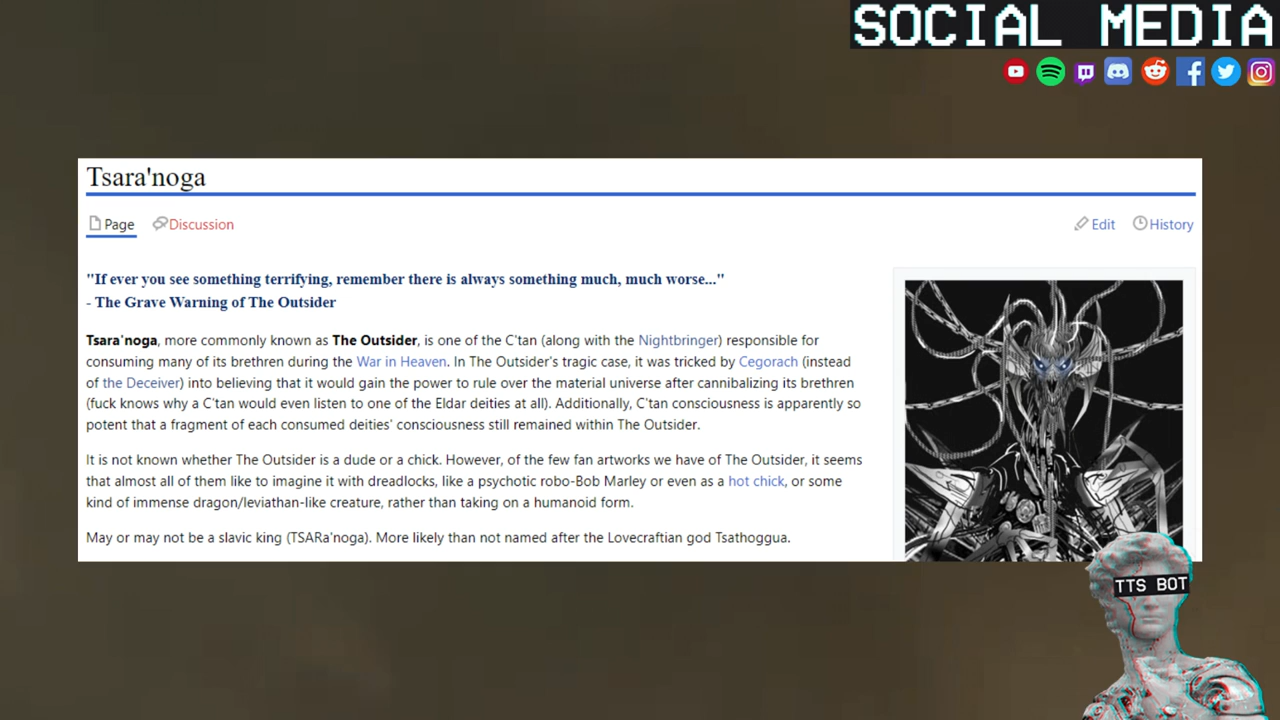 SOCIAL MEDIA
Tsara'noga
Page Discussion Edit History
"If ever you see something terrifying, remember there is always something much, much worse..."
- The Grave Warning of The Outsider
Tsara'noga, more commonly known as The Outsider, is one of the C'tan (along with the Nightbringer) responsible for
consuming many of its brethren during the War in Heaven. In The Outsider's tragic case, it was tricked by Cegorach (instead
of the Deceiver) into believing that it would gain the power to rule over the material universe after cannibalizing its brethren
(fuck knows why a C'tan would even listen to one of the Eldar deities at all). Additionally, C'tan consciousness is apparently so
potent that a fragment of each consumed deities' consciousness still remained within The Outsider.
It is not known whether The Outsider is a dude or a chick. However, of the few fan artworks we have of The Outsider, it seems
that almost all of them like to imagine it with dreadlocks, like a psychotic robo-Bob Marley or even as a hot chick, or some
kind of immense dragon/leviathan-like creature, rather than taking on a humanoid form.
May or may not be a slavic king (TSARa'noga). More likely than not named after the Lovecraftian god Tsathoggua.
TTS BOT